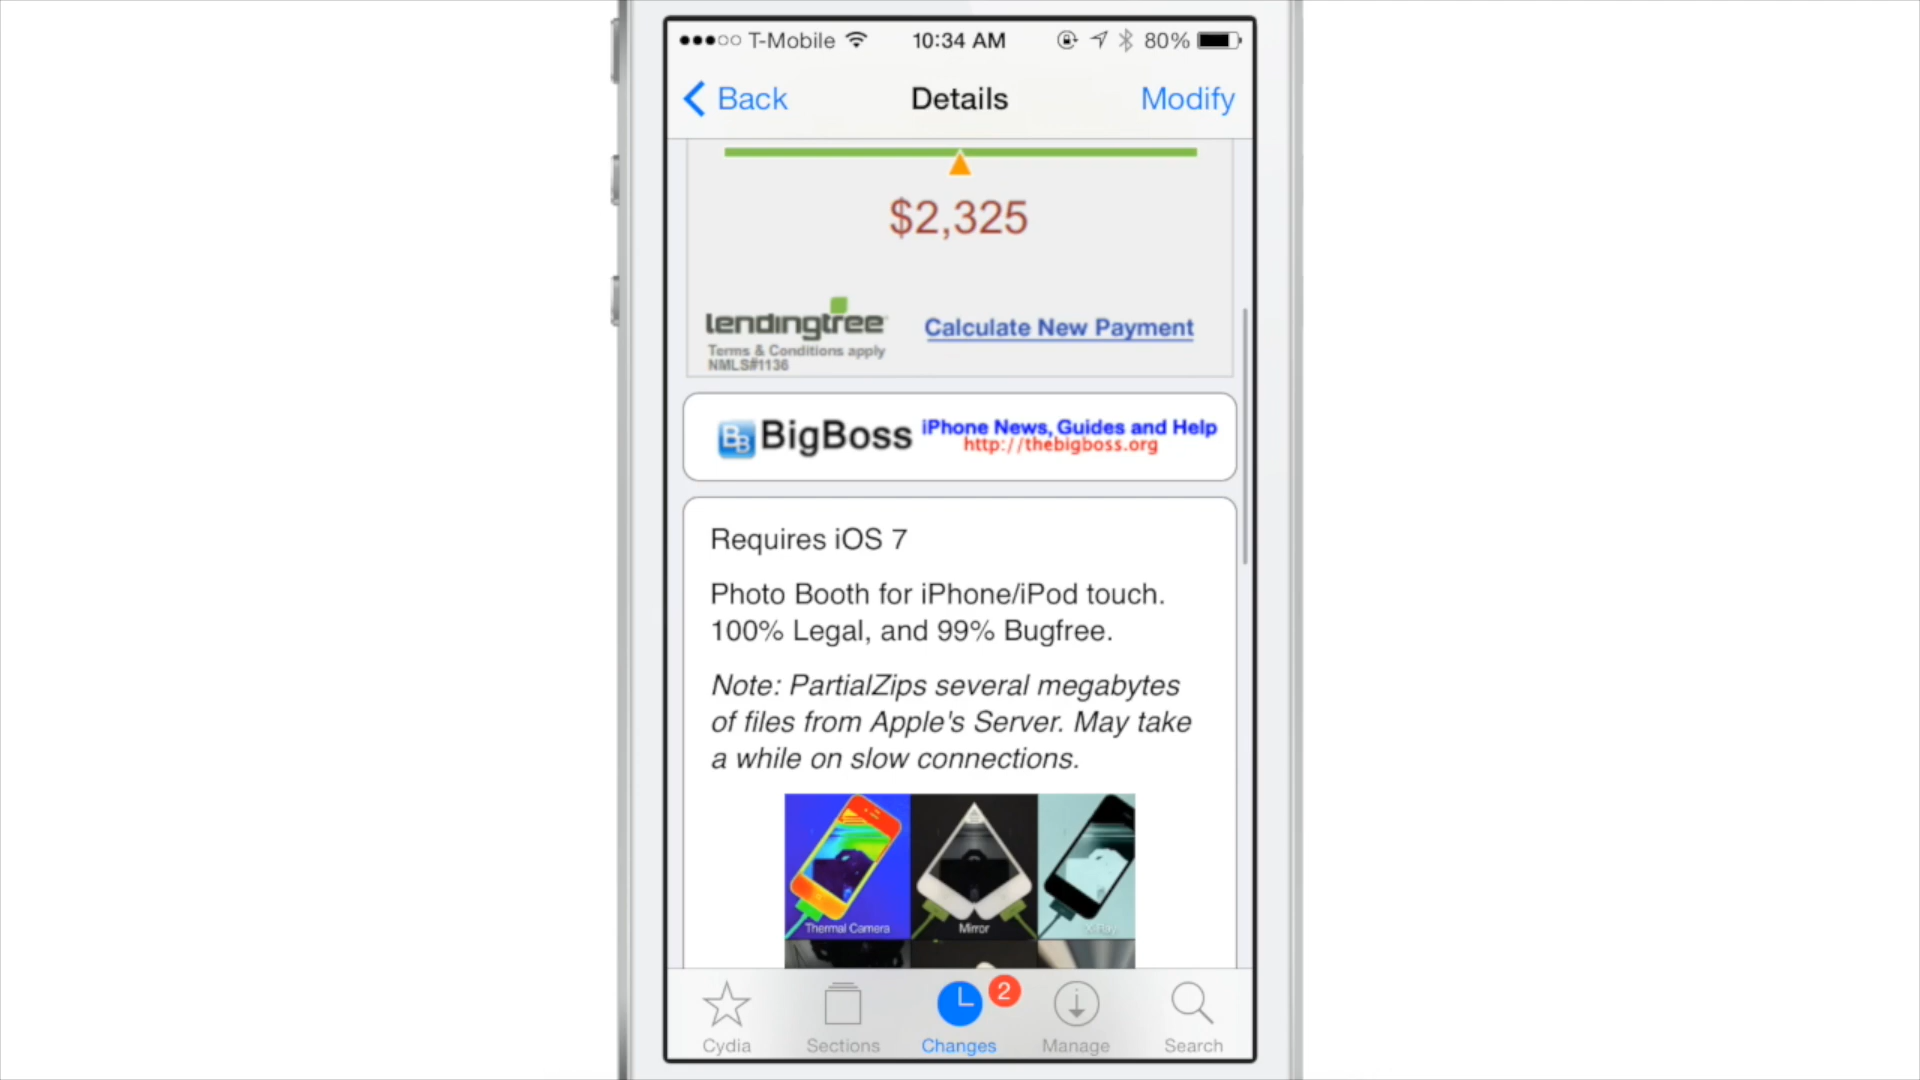 T-Mobile 10:34 AM 80%
Back Details Modify
$2,325
lendingtree Calculate New Payment
Terms & Conditions apply
NMLS#1136
BB BigBoss iPhone News, Guides and Help
http://thebigboss.org
Requires iOS 7
Photo Booth for iPhone/iPod touch.
100% Legal, and 99% Bugfree.
Note: PartialZips several megabytes
of files from Apple's Server. May take
a while on slow connections.
Thermal Camera Mirror X-Ray
2
Cydia Sections Changes Manage Search